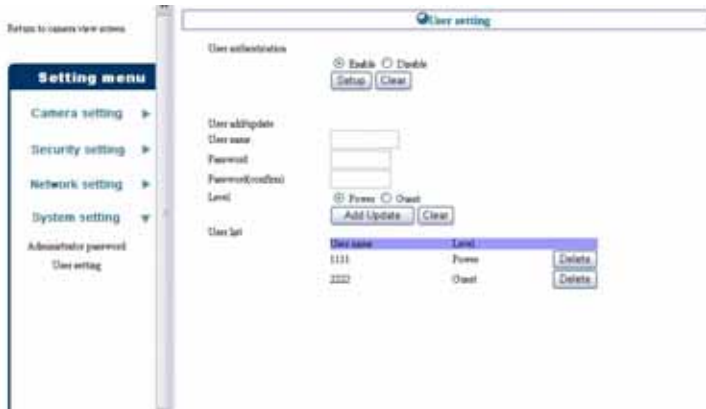 Return to camera view screen
Setting menu
Camera setting
Security setting
Network setting
System setting
Administrator password
User setting
User setting
User authentication
Enable Disable
Setup Clear
User add/update
User name
Password
Password(confirm)
Level
Power Guest
Add Update Clear
User list
User name Level
1111 Power Delete
2222 Guest Delete